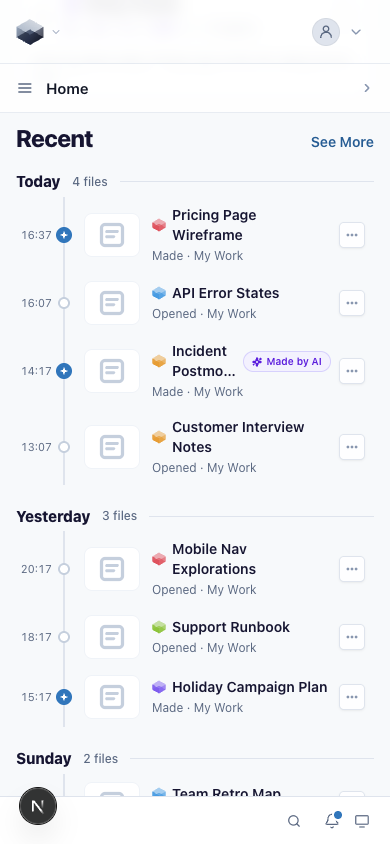 Home
Recent
See More
Today 4 files
16:37
Pricing Page
Wireframe
Made · My Work
16:07
API Error States
Opened · My Work
14:17
Incident
Postmo...
Made by AI
Made · My Work
13:07
Customer Interview
Notes
Opened · My Work
Yesterday 3 files
20:17
Mobile Nav
Explorations
Opened · My Work
18:17
Support Runbook
Opened · My Work
15:17
Holiday Campaign Plan
Made · My Work
Sunday 2 files
Team Retro Map
N